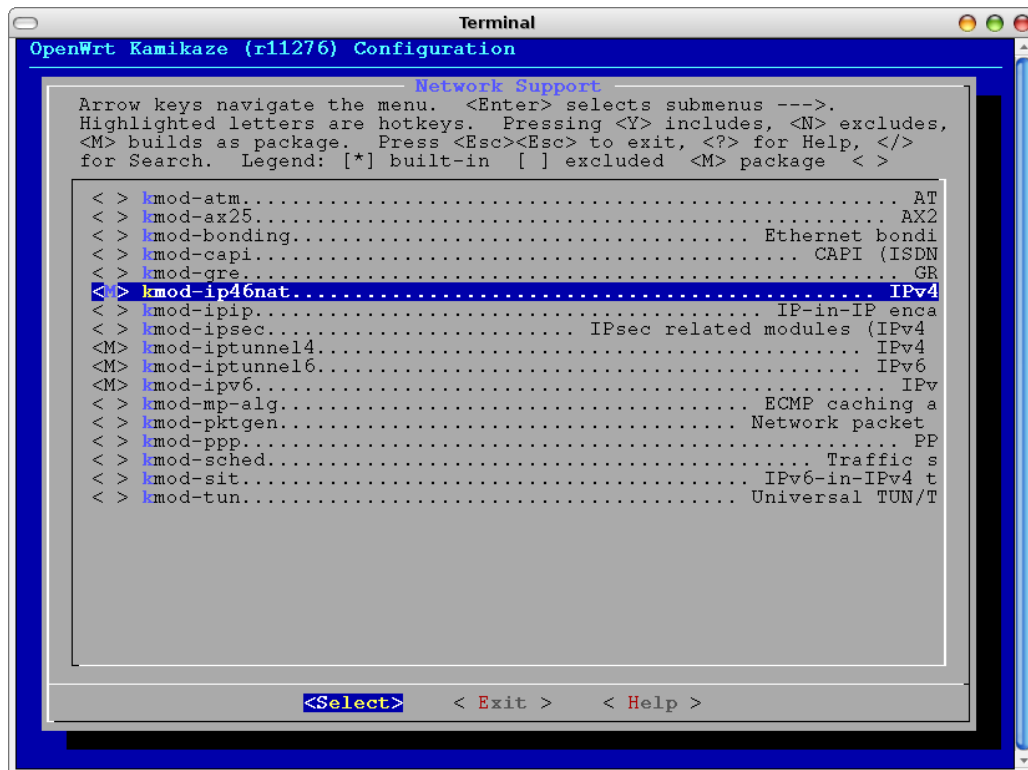 Terminal
OpenWrt Kamikaze (r11276) Configuration
Network Support
Arrow keys navigate the menu.  <Enter> selects submenus --->.
Highlighted letters are hotkeys.  Pressing <Y> includes, <N> excludes,
<M> builds as package.  Press <Esc><Esc> to exit, <?> for Help, </>
for Search.  Legend: [*] built-in  [ ] excluded  <M> package  < >
< > kmod-atm..................................................... AT
< > kmod-ax25................................................... AX2
< > kmod-bonding..................................... Ethernet bondi
< > kmod-capi............................................. CAPI (ISDN
< > kmod-gre..................................................... GR
<M> kmod-ip46nat............................................... IPv4
< > kmod-ipip.......................................... IP-in-IP enca
< > kmod-ipsec......................... IPsec related modules (IPv4
<M> kmod-iptunnel4............................................ IPv4
<M> kmod-iptunnel6............................................ IPv6
<M> kmod-ipv6................................................... IPv
< > kmod-mp-alg....................................... ECMP caching a
< > kmod-pktgen...................................... Network packet
< > kmod-ppp..................................................... PP
< > kmod-sched............................................ Traffic s
< > kmod-sit........................................ IPv6-in-IPv4 t
< > kmod-tun........................................ Universal TUN/T
<Select>    < Exit >    < Help >